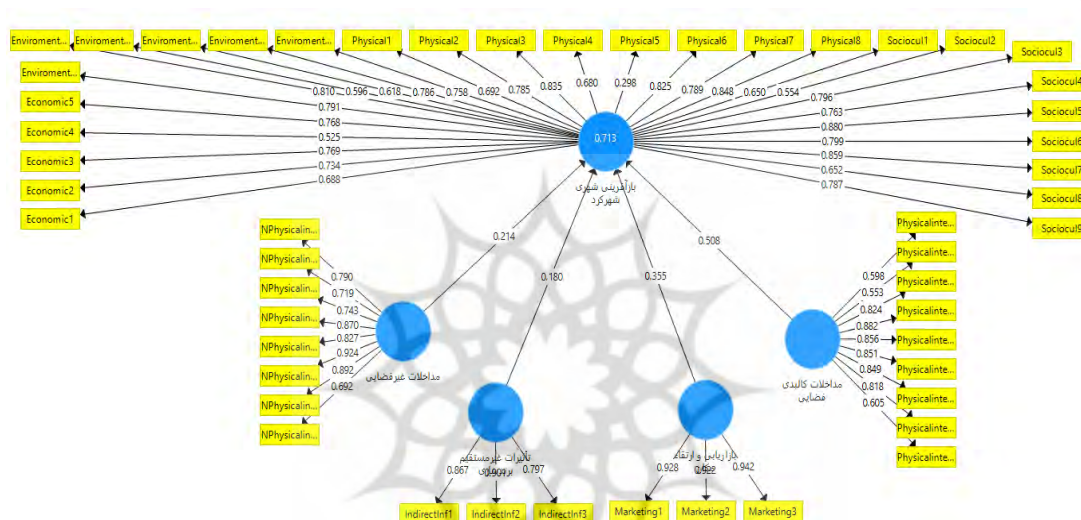 Enviroment... Enviroment... Enviroment... Enviroment... Enviroment... Physical1 Physical2 Physical3 Physical4 Physical5 Physical6 Physical7 Physical8 Sociocul1 Sociocul2
Sociocul3
Enviroment...
Sociocul4
Economic5
Sociocul5
Economic4
Sociocul6
Economic3
Sociocul7
Economic2
Sociocul8
Economic1
Sociocul9
0.810 0.596 0.618 0.786 0.758 0.692 0.785 0.835 0.680 0.298 0.825 0.789 0.848 0.650 0.554 0.796
0.791
0.763
0.768
0.880
0.525
0.799
0.769
0.859
0.734
0.652
0.688
0.787
0.713
بازآفرینی شهری
شهرکرد
0.214
0.180
0.355
0.508
NPhysicalin...
NPhysicalin...
NPhysicalin...
NPhysicalin...
NPhysicalin...
NPhysicalin...
NPhysicalin...
NPhysicalin...
0.790
0.719
0.743
0.870
0.827
0.924
0.892
0.692
مداخلات غیرفضایی
Physicalinte...
Physicalinte...
Physicalinte...
Physicalinte...
Physicalinte...
Physicalinte...
Physicalinte...
Physicalinte...
Physicalinte...
0.598
0.553
0.824
0.882
0.856
0.851
0.849
0.818
0.605
مداخلات کالبدی
فضایی
تأثیرات غیرمستقیم
0.867
0.797
IndirectInf1 IndirectInf2 IndirectInf3
بازاریابی و ارتقاء
0.928
0.922
0.942
Marketing1 Marketing2 Marketing3